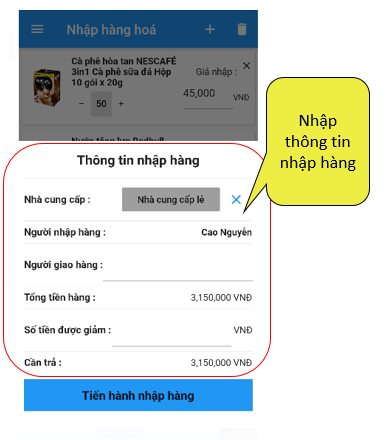 Nhập hàng hoá
Cà phê hòa tan NESCAFÉ
3in1 Cà phê sữa đá Hộp
10 gói x 20g
Giá nhập :
50
45,000 VNĐ
Nước tăng lực Redbull
Thông tin nhập hàng
Nhà cung cấp : Nhà cung cấp lẻ
Người nhập hàng : Cao Nguyên
Người giao hàng :
Tổng tiền hàng : 3,150,000 VNĐ
Số tiền được giảm : VNĐ
Cần trả : 3,150,000 VNĐ
Tiến hành nhập hàng
Nhập
thông tin
nhập hàng